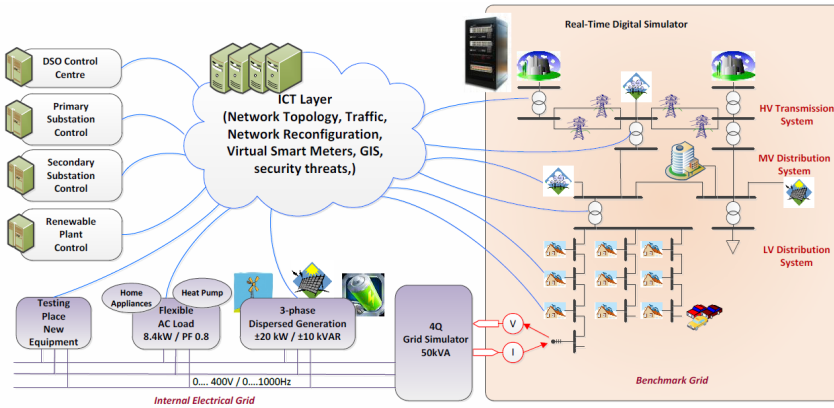 Real-Time Digital Simulator
DSO Control
Centre
Primary
Substation
Control
Secondary
Substation
Control
Renewable
Plant
Control
ICT Layer
(Network Topology, Traffic,
Network Reconfiguration,
Virtual Smart Meters, GIS,
security threats,)
HV Transmission
System
MV Distribution
System
LV Distribution
System
Testing
Place
New
Equipment
Home
Appliances
Heat Pump
Flexible
AC Load
8.4kW / PF 0.8
3-phase
Dispersed Generation
±20 kW / ±10 kVAR
4Q
Grid Simulator
50kVA
V
I
0.... 400V / 0....1000Hz
Internal Electrical Grid
Benchmark Grid